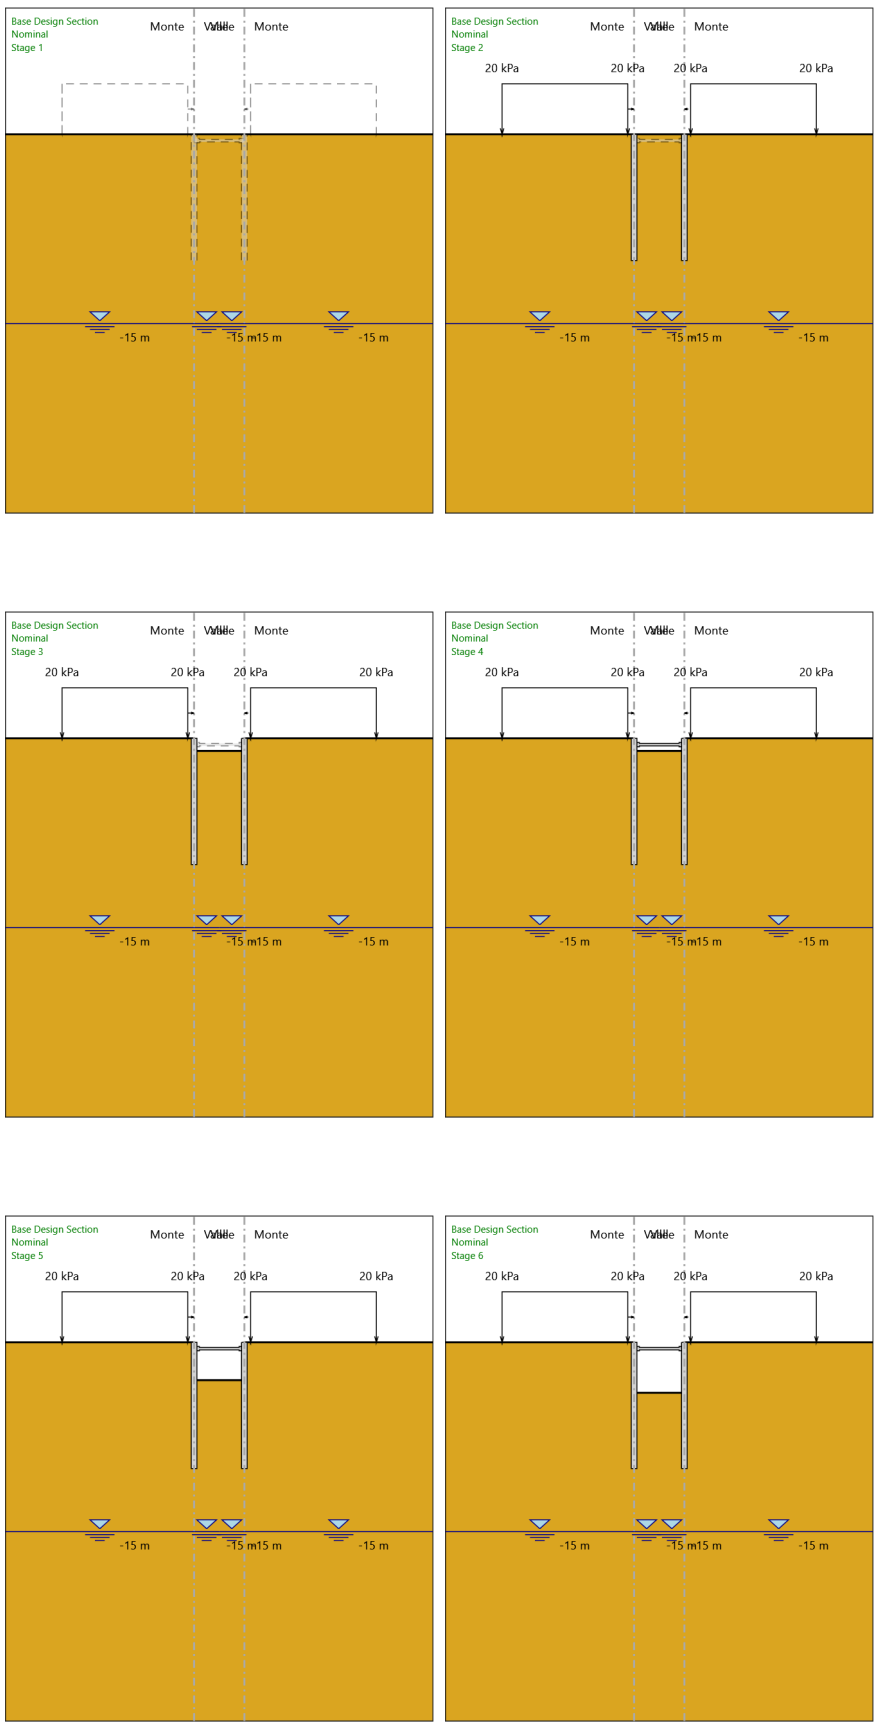 Base Design Section
Nominal
Stage 1
Monte Valle Monte
-15 m -15 m -15 m -15 m
Base Design Section
Nominal
Stage 2
Monte Valle Monte
20 kPa 20 kPa 20 kPa 20 kPa
-15 m -15 m -15 m -15 m
Base Design Section
Nominal
Stage 3
Monte Valle Monte
20 kPa 20 kPa 20 kPa 20 kPa
-15 m -15 m -15 m -15 m
Base Design Section
Nominal
Stage 4
Monte Valle Monte
20 kPa 20 kPa 20 kPa 20 kPa
-15 m -15 m -15 m -15 m
Base Design Section
Nominal
Stage 5
Monte Valle Monte
20 kPa 20 kPa 20 kPa 20 kPa
-15 m -15 m -15 m -15 m
Base Design Section
Nominal
Stage 6
Monte Valle Monte
20 kPa 20 kPa 20 kPa 20 kPa
-15 m -15 m -15 m -15 m